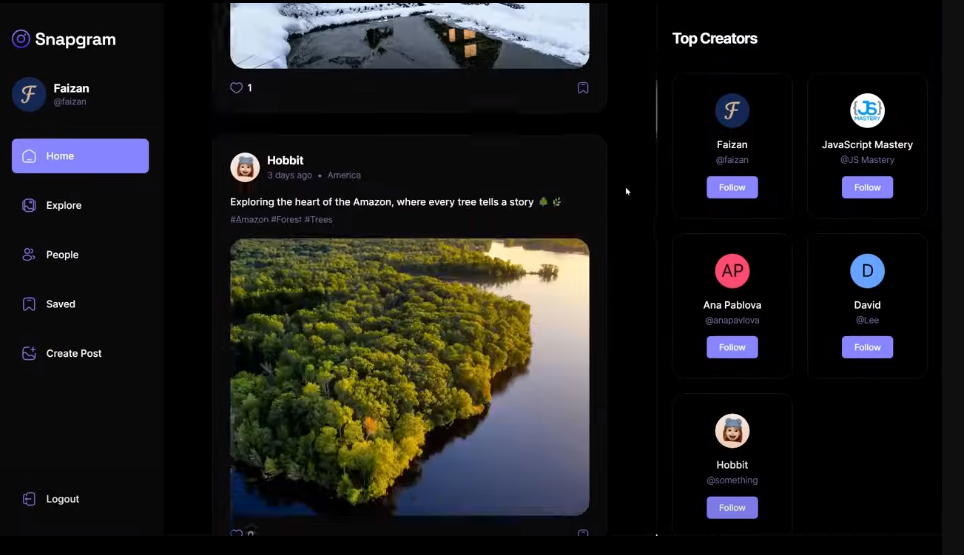 Snapgram
Faizan
@faizan
Home
Explore
People
Saved
Create Post
Logout
1
Hobbit
3 days ago • America
Exploring the heart of the Amazon, where every tree tells a story
#Amazon #Forest #Trees
Top Creators
F
Faizan
@faizan
Follow
{JS}
MASTERY
JavaScript Mastery
@JS Mastery
Follow
AP
Ana Pablova
@anapavlova
Follow
D
David
@Lee
Follow
Hobbit
@something
Follow